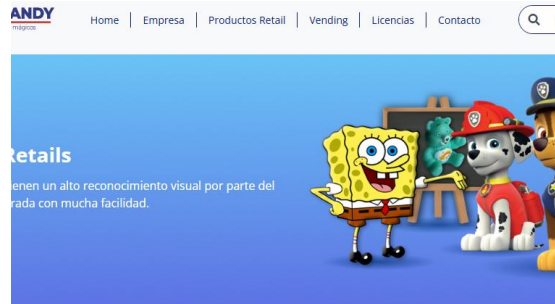 ANDY
mágicos
Home
Empresa
Productos Retail
Vending
Licencias
Contacto
Retails
ienen un alto reconocimiento visual por parte del
rada con mucha facilidad.